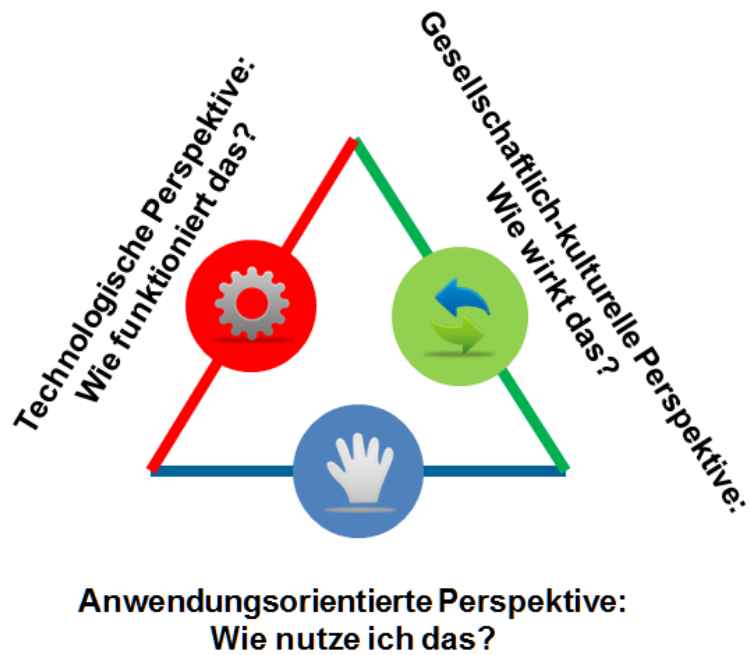 Technologische Perspektive:
Wie funktioniert das?
Gesellschaftlich-kulturelle Perspektive:
Wie wirkt das?
Anwendungsorientierte Perspektive:
Wie nutze ich das?